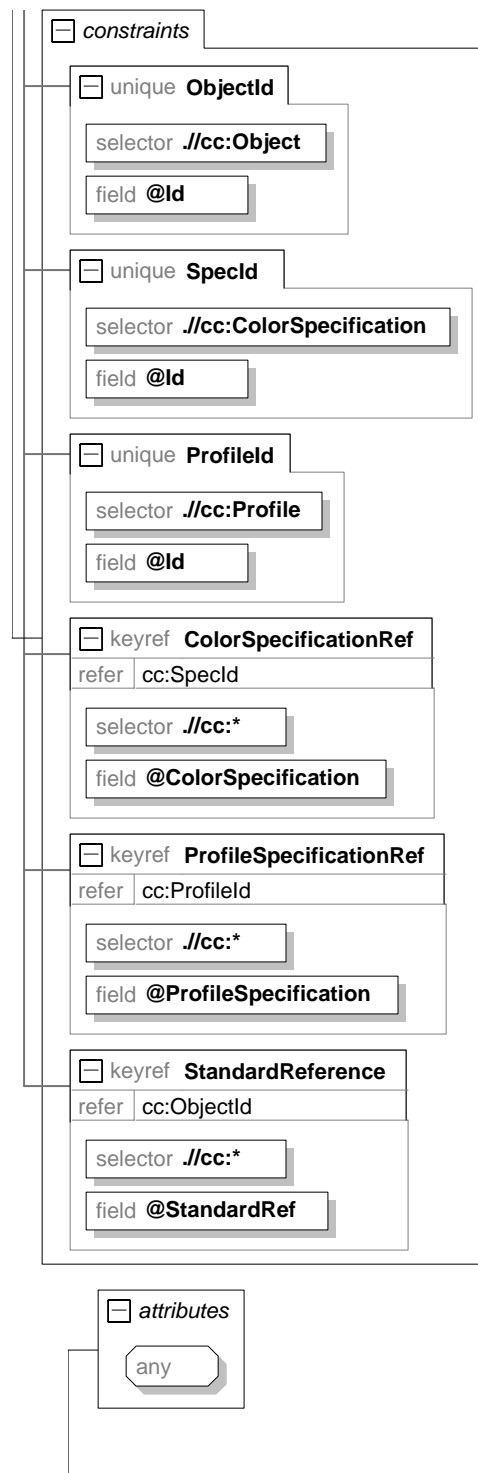 constraints
unique ObjectId
selector .//cc:Object
field @Id
unique SpecId
selector .//cc:ColorSpecification
field @Id
unique ProfileId
selector .//cc:Profile
field @Id
keyref ColorSpecificationRef
refer cc:SpecId
selector .//cc:*
field @ColorSpecification
keyref ProfileSpecificationRef
refer cc:ProfileId
selector .//cc:*
field @ProfileSpecification
keyref StandardReference
refer cc:ObjectId
selector .//cc:*
field @StandardRef
attributes
any